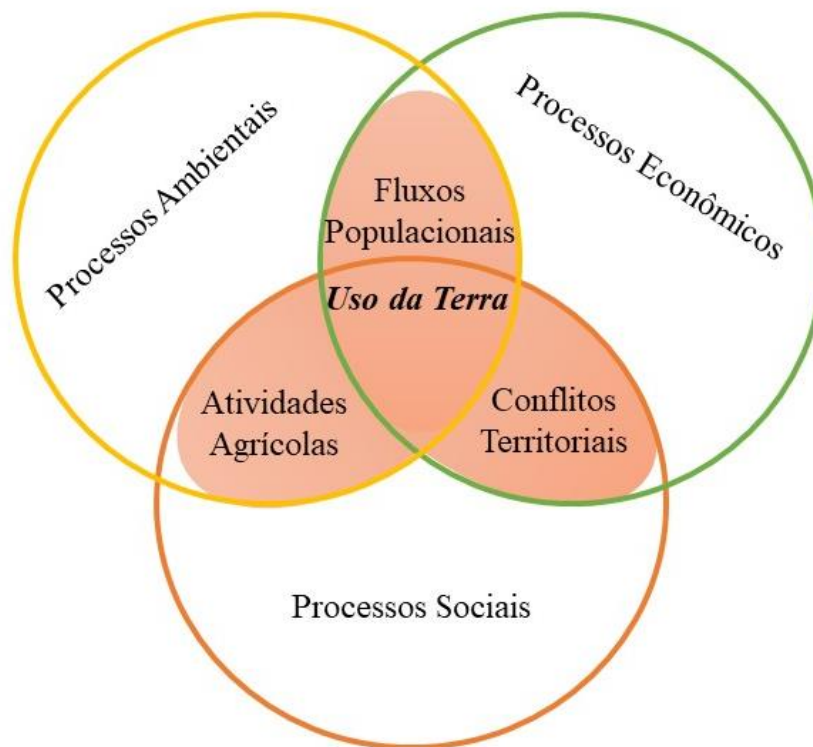 Processos Ambientais
Processos Econômicos
Fluxos
Populacionais
Uso da Terra
Atividades
Agrícolas
Conflitos
Territoriais
Processos Sociais